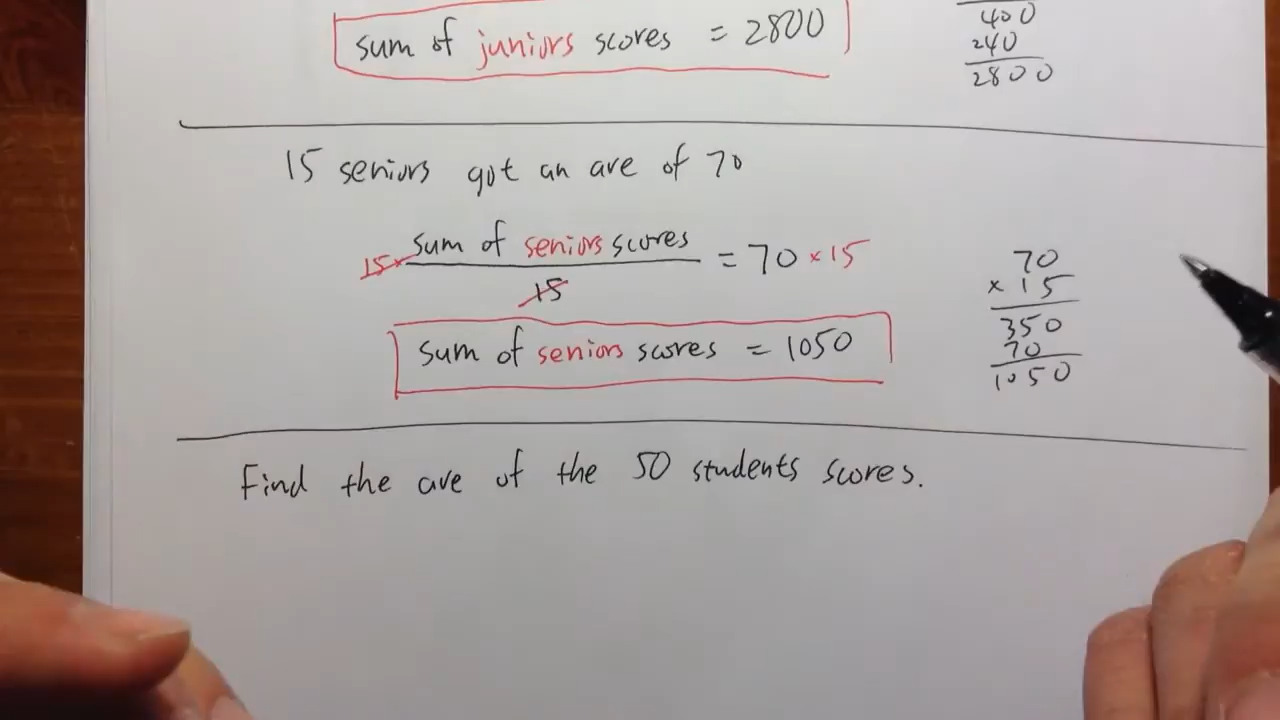 400
240
2800
sum of juniors scores = 2800
15 seniors got an ave of 70
15× sum of seniors scores
15
= 70 × 15
70
× 15
350
70
1050
sum of seniors scores = 1050
Find the ave of the 50 students scores.